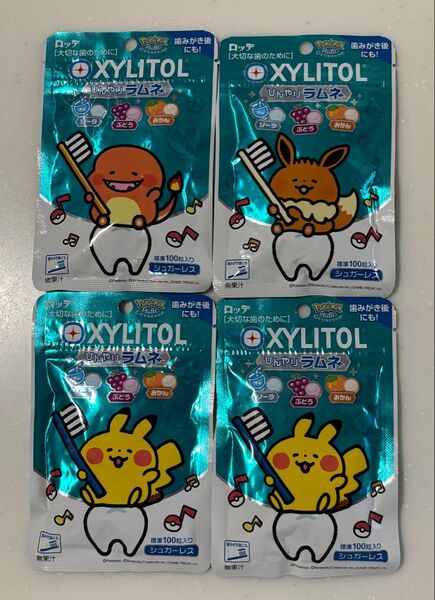 ロッテ
[大切な歯のために]
歯みがき後
にも!
XYLITOL
ひんやりラムネ
ソーダ ぶどう みかん
標準100粒入り
シュガーレス
無果汁
ロッテ
[大切な歯のために]
歯みがき後
にも!
XYLITOL
ひんやりラムネ
ソーダ ぶどう みかん
標準100粒入り
シュガーレス
無果汁
ロッテ
[大切な歯のために]
歯みがき後
にも!
XYLITOL
ひんやりラムネ
ソーダ ぶどう みかん
標準100粒入り
シュガーレス
無果汁
ロッテ
[大切な歯のために]
歯みがき後
にも!
XYLITOL
ひんやりラムネ
ソーダ ぶどう みかん
標準100粒入り
シュガーレス
無果汁